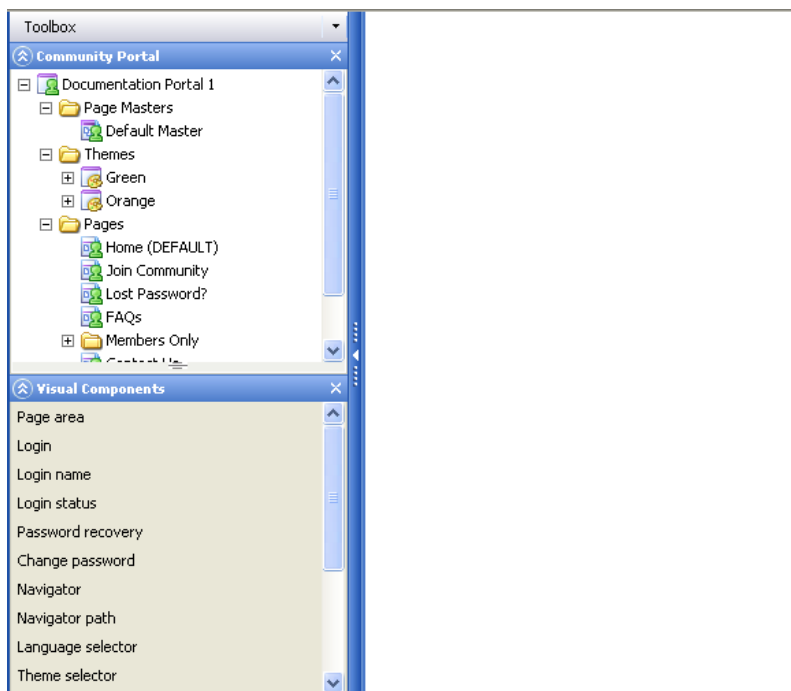 Toolbox
Community Portal
Documentation Portal 1
Page Masters
Default Master
Themes
Green
Orange
Pages
Home (DEFAULT)
Join Community
Lost Password?
FAQs
Members Only
Contact Us
Visual Components
Page area
Login
Login name
Login status
Password recovery
Change password
Navigator
Navigator path
Language selector
Theme selector